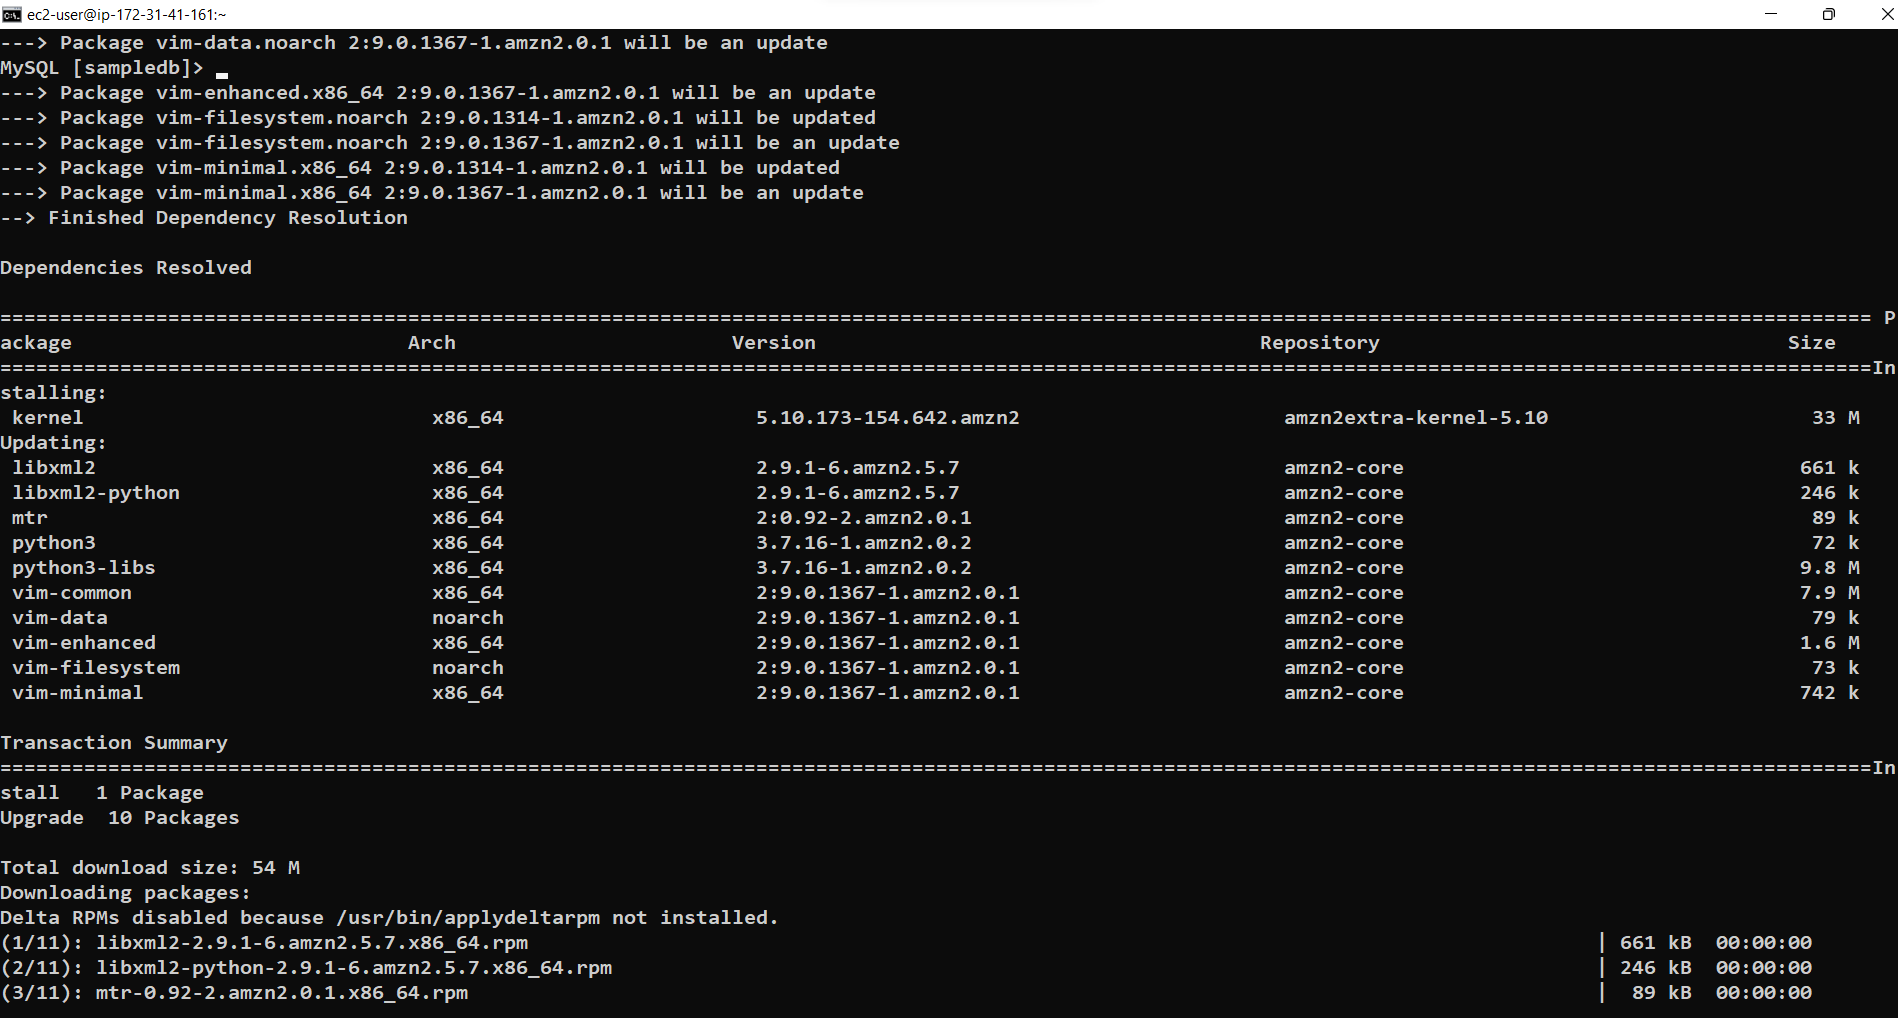 ec2-user@ip-172-31-41-161:~
---> Package vim-data.noarch 2:9.0.1367-1.amzn2.0.1 will be an update
MySQL [sampledb]> _
---> Package vim-enhanced.x86_64 2:9.0.1367-1.amzn2.0.1 will be an update
---> Package vim-filesystem.noarch 2:9.0.1314-1.amzn2.0.1 will be updated
---> Package vim-filesystem.noarch 2:9.0.1367-1.amzn2.0.1 will be an update
---> Package vim-minimal.x86_64 2:9.0.1314-1.amzn2.0.1 will be updated
---> Package vim-minimal.x86_64 2:9.0.1367-1.amzn2.0.1 will be an update
--> Finished Dependency Resolution
Dependencies Resolved
============================================================================================================================================================ P
ackage Arch Version Repository Size
============================================================================================================================================================In
stalling:
kernel x86_64 5.10.173-154.642.amzn2 amzn2extra-kernel-5.10 33 M
Updating:
libxml2 x86_64 2.9.1-6.amzn2.5.7 amzn2-core 661 k
libxml2-python x86_64 2.9.1-6.amzn2.5.7 amzn2-core 246 k
mtr x86_64 2:0.92-2.amzn2.0.1 amzn2-core 89 k
python3 x86_64 3.7.16-1.amzn2.0.2 amzn2-core 72 k
python3-libs x86_64 3.7.16-1.amzn2.0.2 amzn2-core 9.8 M
vim-common x86_64 2:9.0.1367-1.amzn2.0.1 amzn2-core 7.9 M
vim-data noarch 2:9.0.1367-1.amzn2.0.1 amzn2-core 79 k
vim-enhanced x86_64 2:9.0.1367-1.amzn2.0.1 amzn2-core 1.6 M
vim-filesystem noarch 2:9.0.1367-1.amzn2.0.1 amzn2-core 73 k
vim-minimal x86_64 2:9.0.1367-1.amzn2.0.1 amzn2-core 742 k
Transaction Summary
============================================================================================================================================================In
stall 1 Package
Upgrade 10 Packages
Total download size: 54 M
Downloading packages:
Delta RPMs disabled because /usr/bin/applydeltarpm not installed.
(1/11): libxml2-2.9.1-6.amzn2.5.7.x86_64.rpm | 661 kB 00:00:00
(2/11): libxml2-python-2.9.1-6.amzn2.5.7.x86_64.rpm | 246 kB 00:00:00
(3/11): mtr-0.92-2.amzn2.0.1.x86_64.rpm | 89 kB 00:00:00